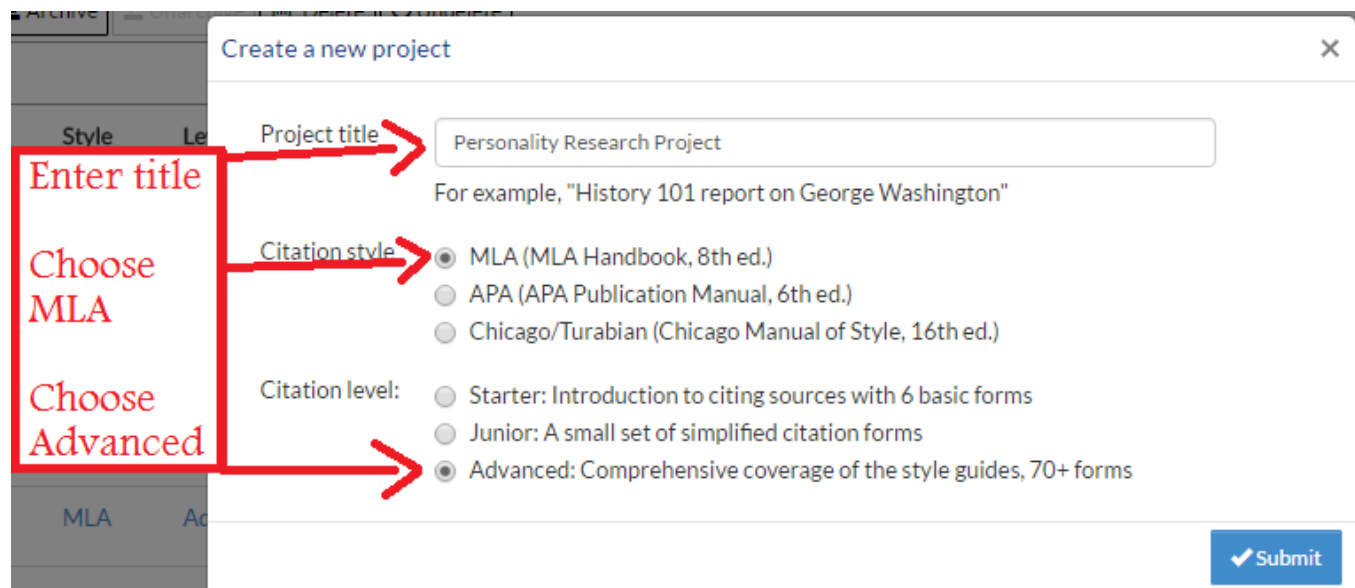 Archive Unarchive Delete Undelete
Create a new project ×
Style
Project title
Personality Research Project
For example, "History 101 report on George Washington"
Enter title
Choose
MLA
Choose
Advanced
Citation style
MLA (MLA Handbook, 8th ed.)
APA (APA Publication Manual, 6th ed.)
Chicago/Turabian (Chicago Manual of Style, 16th ed.)
Citation level:
Starter: Introduction to citing sources with 6 basic forms
Junior: A small set of simplified citation forms
Advanced: Comprehensive coverage of the style guides, 70+ forms
MLA
Submit